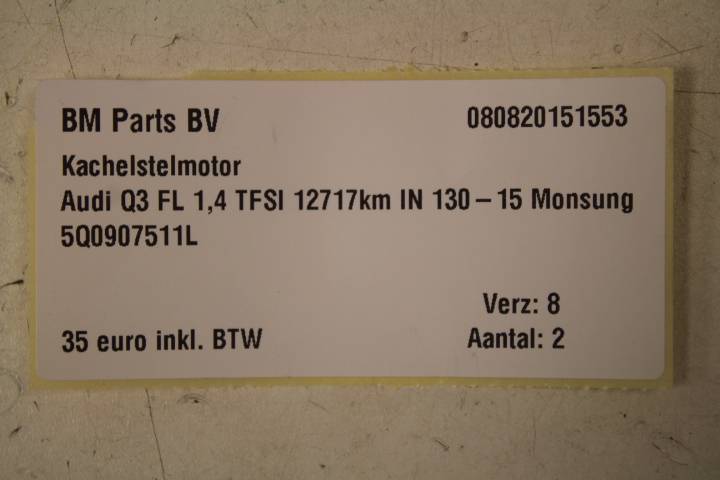 BM Parts BV 080820151553
Kachelstelmotor
Audi Q3 FL 1,4 TFSI 12717km IN 130 – 15 Monsung
5Q0907511L
Verz: 8
35 euro inkl. BTW Aantal: 2